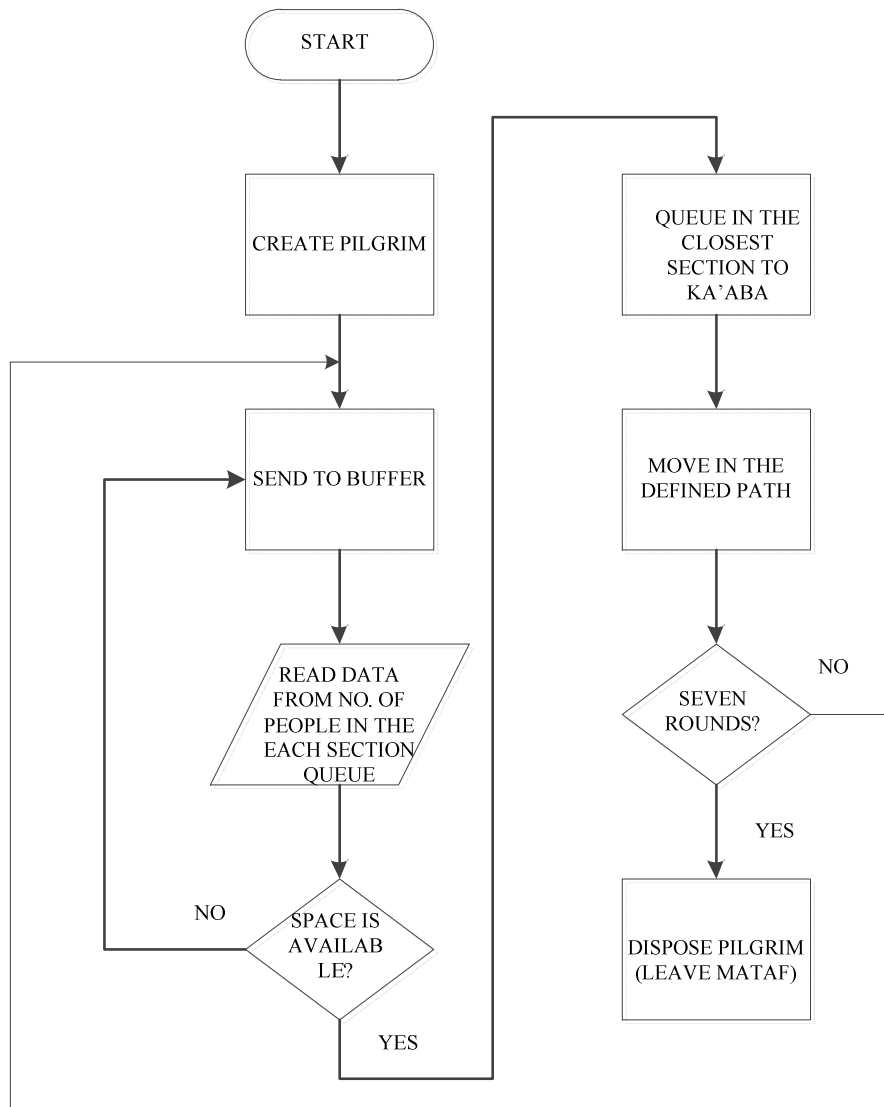 START
CREATE PILGRIM
SEND TO BUFFER
READ DATA
FROM NO. OF
PEOPLE IN THE
EACH SECTION
QUEUE
NO
SPACE IS
AVAILAB
LE?
YES
QUEUE IN THE
CLOSEST
SECTION TO
KA’ABA
MOVE IN THE
DEFINED PATH
NO
SEVEN
ROUNDS?
YES
DISPOSE PILGRIM
(LEAVE MATAF)